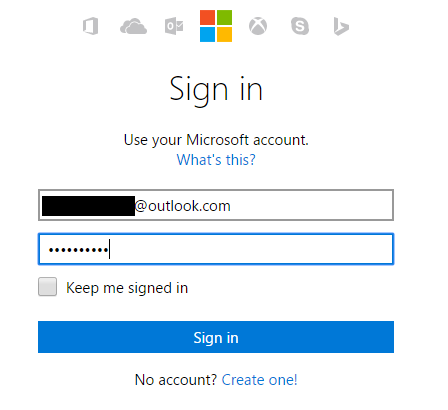 Sign in
Use your Microsoft account.
What's this?
@outlook.com
••••••••••
Keep me signed in
Sign in
No account? Create one!